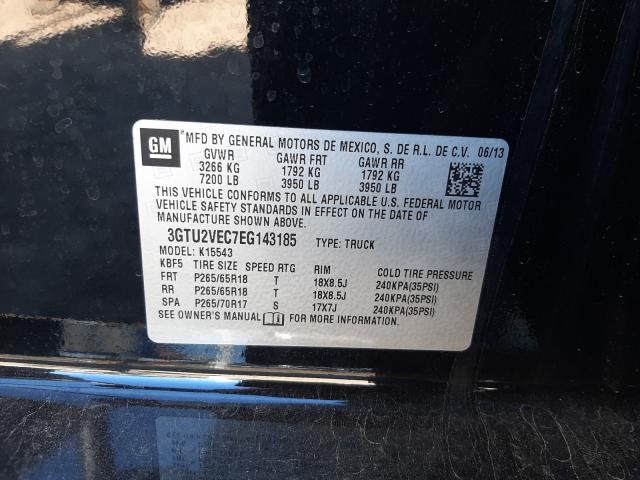 GM
MFD BY GENERAL MOTORS DE MEXICO, S. DE R.L. DE C.V. 06/13
GVWR GAWR FRT GAWR RR
3266 KG 1792 KG 1792 KG
7200 LB 3950 LB 3950 LB
THIS VEHICLE CONFORMS TO ALL APPLICABLE U.S. FEDERAL MOTOR
VEHICLE SAFETY STANDARDS IN EFFECT ON THE DATE OF
MANUFACTURE SHOWN ABOVE.
3GTU2VEC7EG143185 TYPE: TRUCK
MODEL: K15543
KBF5 TIRE SIZE SPEED RTG RIM COLD TIRE PRESSURE
FRT P265/65R18 T 18X8.5J 240KPA(35PSI)
RR P265/65R18 T 18X8.5J 240KPA(35PSI)
SPA P265/70R17 S 17X7J 240KPA(35PSI)
SEE OWNER'S MANUAL FOR MORE INFORMATION.